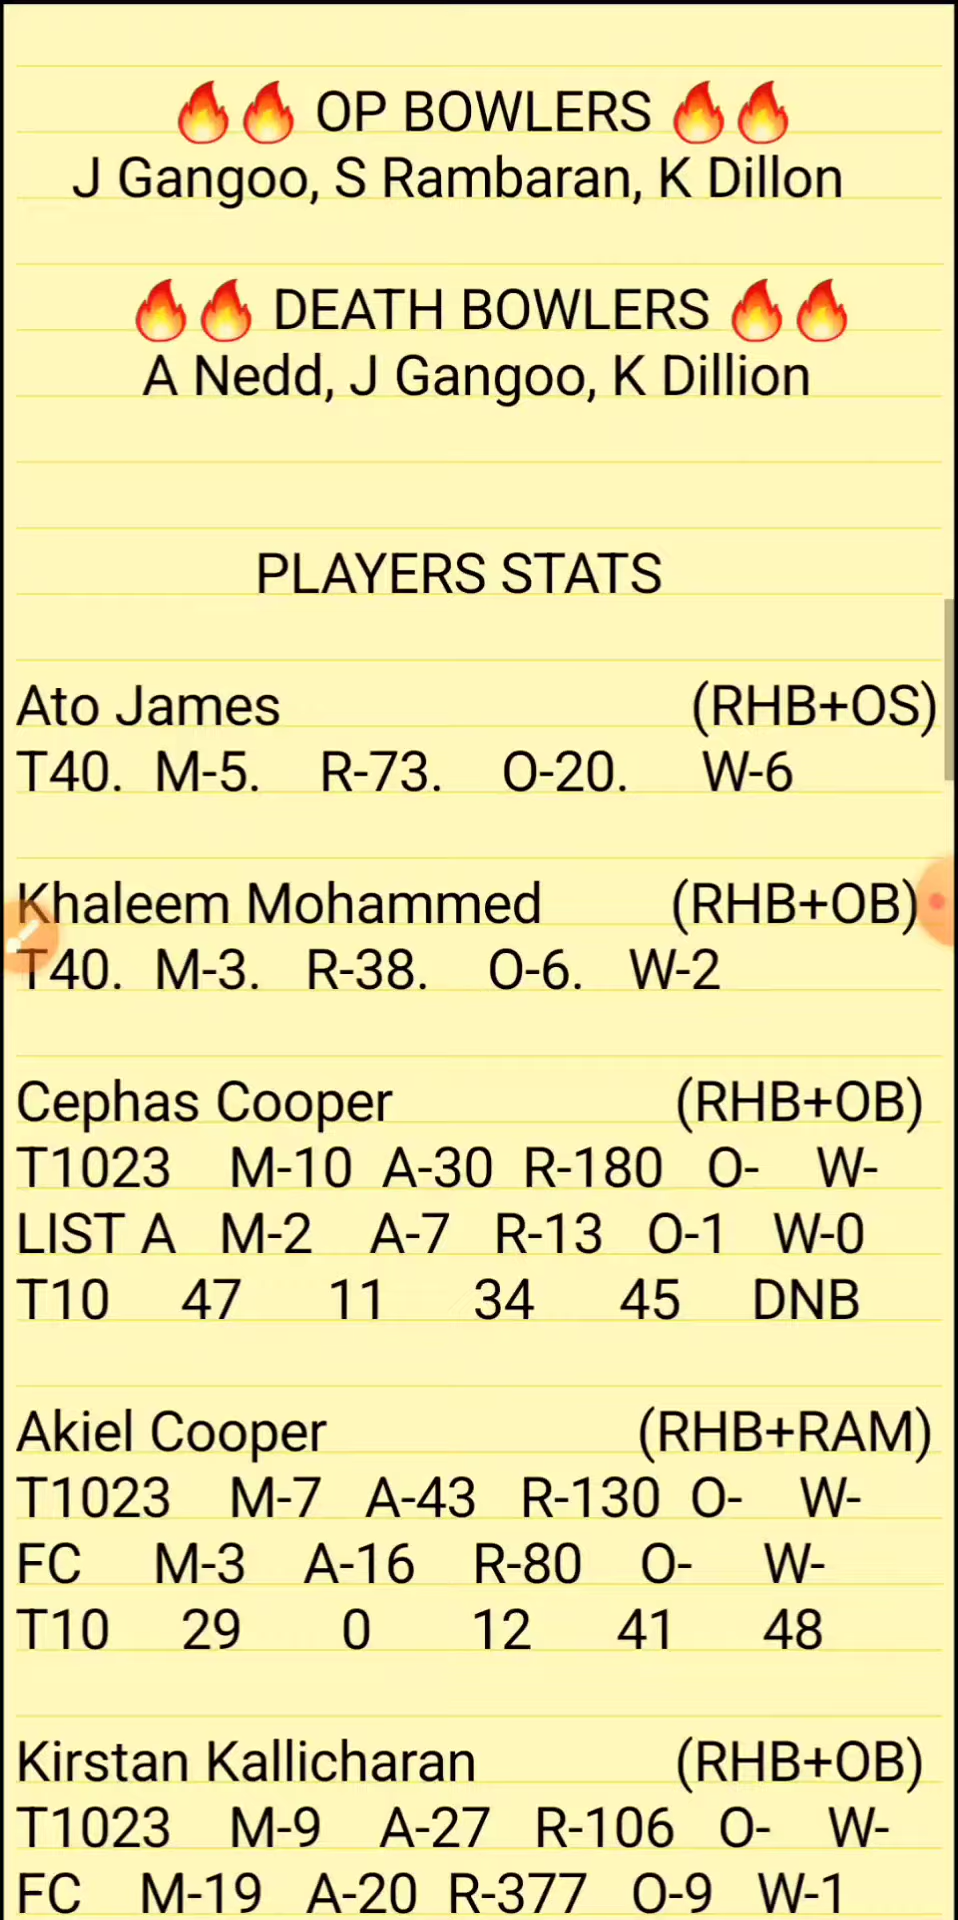 🔥🔥 OP BOWLERS 🔥🔥
J Gangoo, S Rambaran, K Dillon
🔥🔥 DEATH BOWLERS 🔥🔥
A Nedd, J Gangoo, K Dillion
PLAYERS STATS
Ato James (RHB+OS)
T40. M-5. R-73. O-20. W-6
Khaleem Mohammed (RHB+OB)
T40. M-3. R-38. O-6. W-2
Cephas Cooper (RHB+OB)
T1023 M-10 A-30 R-180 O- W-
LIST A M-2 A-7 R-13 O-1 W-0
T10 47 11 34 45 DNB
Akiel Cooper (RHB+RAM)
T1023 M-7 A-43 R-130 O- W-
FC M-3 A-16 R-80 O- W-
T10 29 0 12 41 48
Kirstan Kallicharan (RHB+OB)
T1023 M-9 A-27 R-106 O- W-
FC M-19 A-20 R-377 O-9 W-1